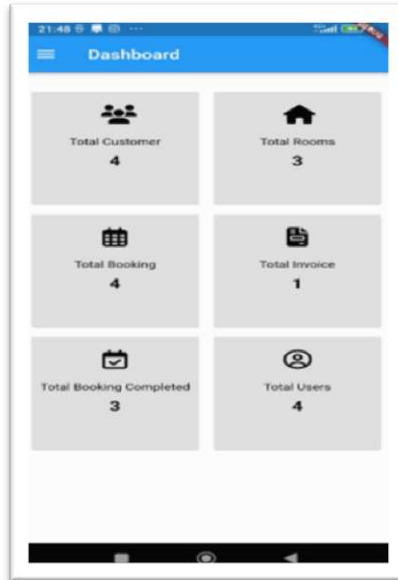 21:48
Dashboard
Total Customer
4
Total Rooms
3
Total Booking
4
Total Invoice
1
Total Booking Completed
3
Total Users
4